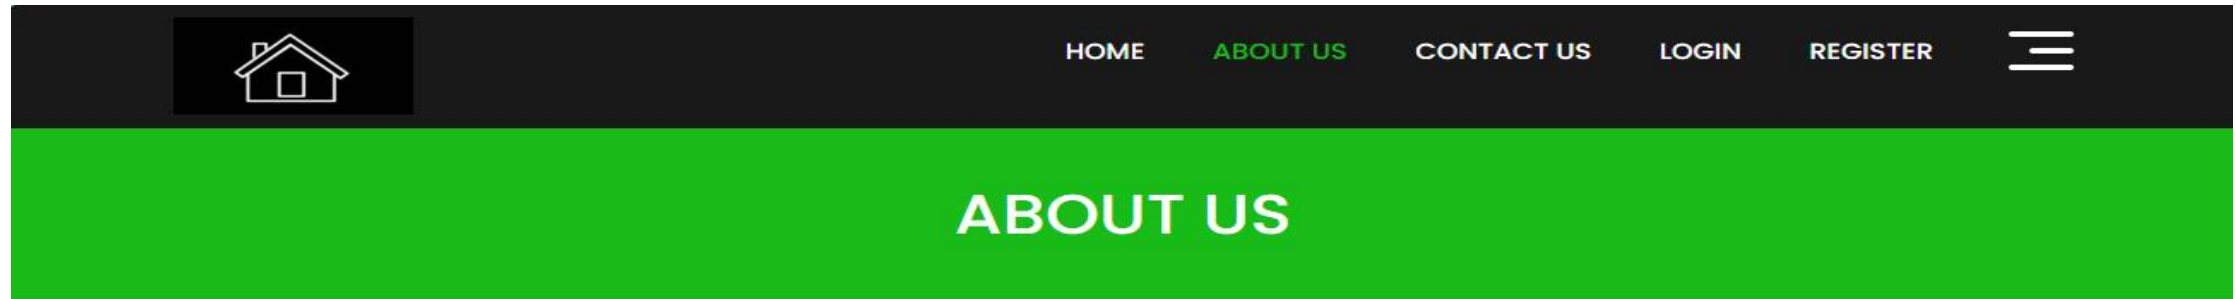 HOME ABOUT US CONTACT US LOGIN REGISTER
ABOUT US